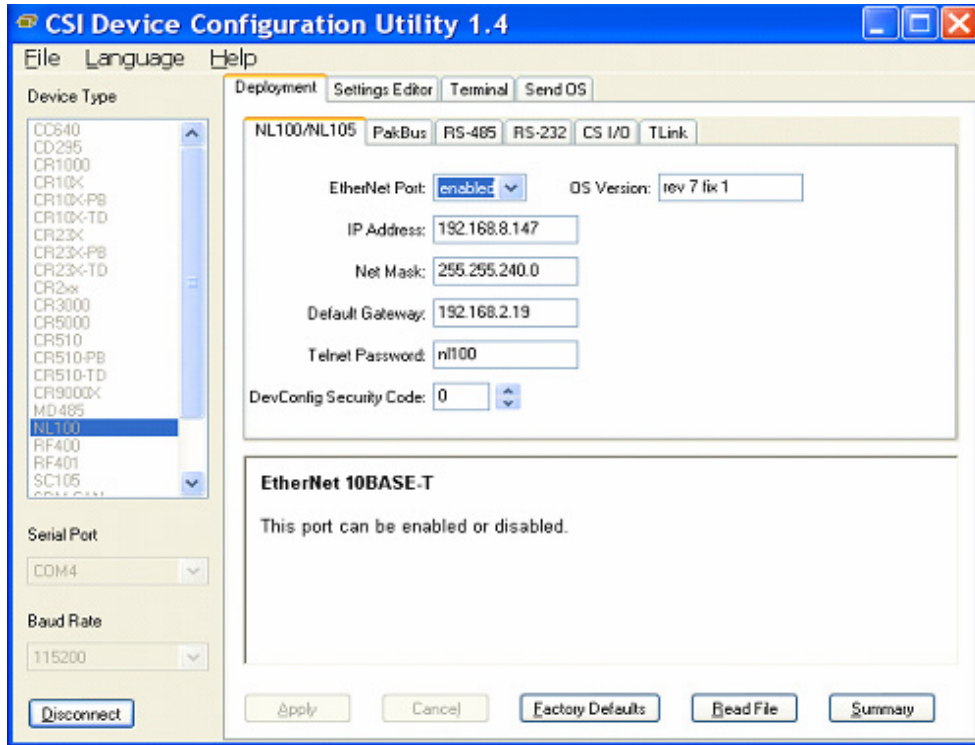 CSI Device Configuration Utility 1.4
File Language Help
Device Type
CC640
CD295
CR1000
CR10X
CR10X-PB
CR10X-TD
CR23X
CR23X-PB
CR23X-TD
CR2xx
CR3000
CR5000
CR510
CR510-PB
CR510-TD
CR9000X
MD485
NL100
RF400
RF401
SC105
Serial Port
COM4
Baud Rate
115200
Disconnect
Deployment Settings Editor Terminal Send OS
NL100/NL105 PakBus RS-485 RS-232 CS I/O TLink
EtherNet Port: enabled OS Version: rev 7 fix 1
IP Address: 192.168.8.147
Net Mask: 255.255.240.0
Default Gateway: 192.168.2.19
Telnet Password: nl100
DevConfig Security Code: 0
EtherNet 10BASE-T
This port can be enabled or disabled.
Apply Cancel Factory Defaults Read File Summary